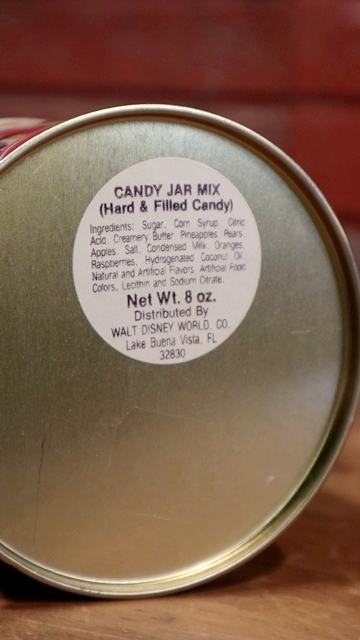 CANDY JAR MIX
(Hard & Filled Candy)
Ingredients: Sugar, Corn Syrup, Citric
Acid, Creamery Butter, Pineapples, Pears,
Apples, Salt, Condensed Milk, Oranges,
Raspberries, Hydrogenated Coconut Oil,
Natural and Artificial Flavors, Artificial Food
Colors, Lecithin and Sodium Citrate.
Net Wt. 8 oz.
Distributed By
WALT DISNEY WORLD, CO.
Lake Buena Vista, FL
32830